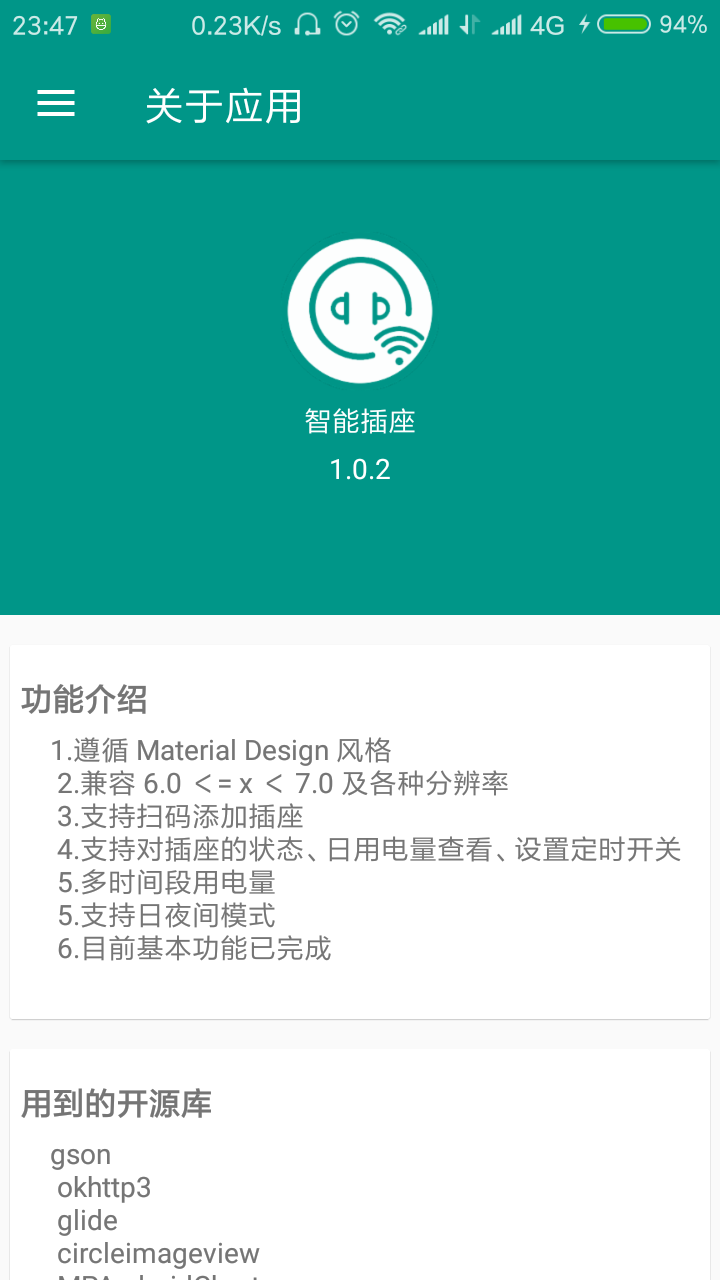 23:47 0.23K/s 4G 94%
关于应用
智能插座
1.0.2
功能介绍
1.遵循 Material Design 风格
2.兼容 6.0 ＜= x ＜ 7.0 及各种分辨率
3.支持扫码添加插座
4.支持对插座的状态、日用电量查看、设置定时开关
5.多时间段用电量
5.支持日夜间模式
6.目前基本功能已完成
用到的开源库
gson
okhttp3
glide
circleimageview